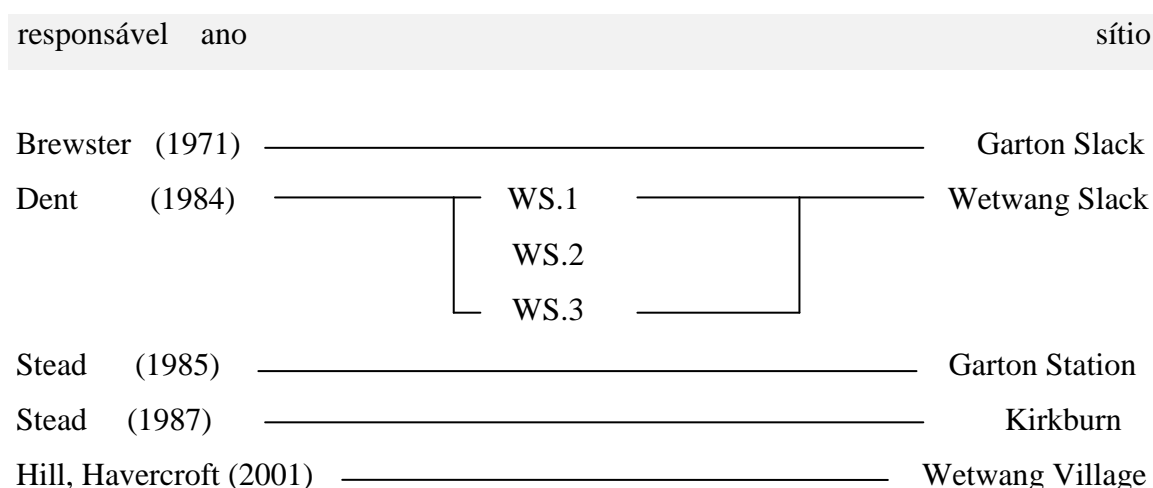 responsável ano sítio
Brewster (1971) Garton Slack
Dent (1984) WS.1 Wetwang Slack
WS.2
WS.3
Stead (1985) Garton Station
Stead (1987) Kirkburn
Hill, Havercroft (2001) Wetwang Village